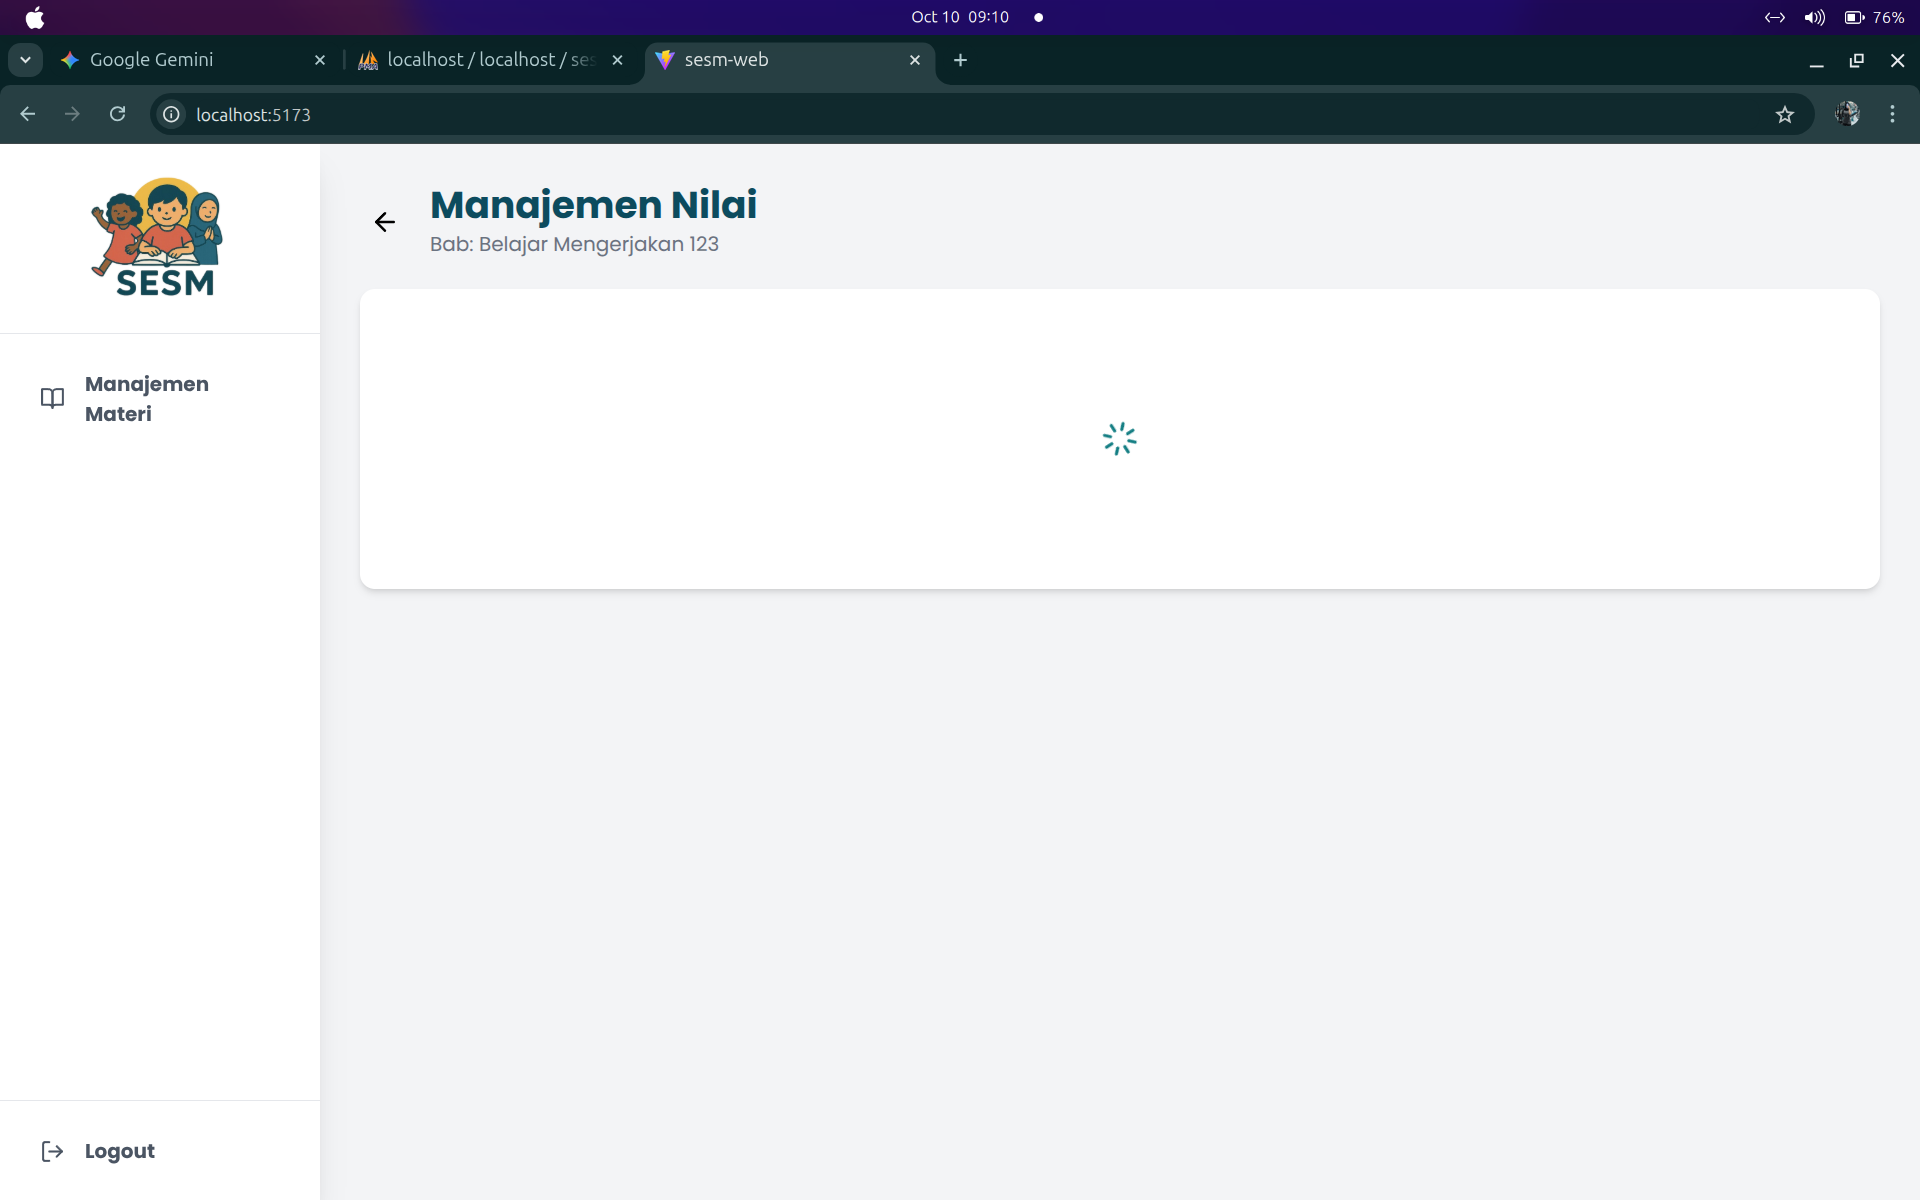 Oct 10 09:10
76%
Google Gemini
localhost / localhost / ses
sesm-web
localhost:5173
SESM
Manajemen Nilai
Bab: Belajar Mengerjakan 123
Manajemen
Materi
Logout